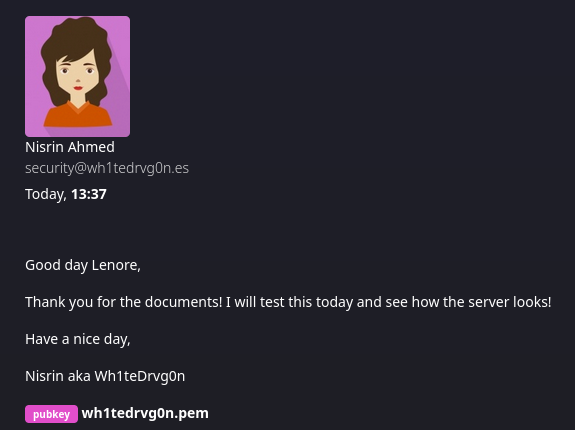 Nisrin Ahmed
security@wh1tedrvg0n.es
Today, 13:37
Good day Lenore,
Thank you for the documents! I will test this today and see how the server looks!
Have a nice day,
Nisrin aka Wh1teDrvg0n
pubkey wh1tedrvg0n.pem